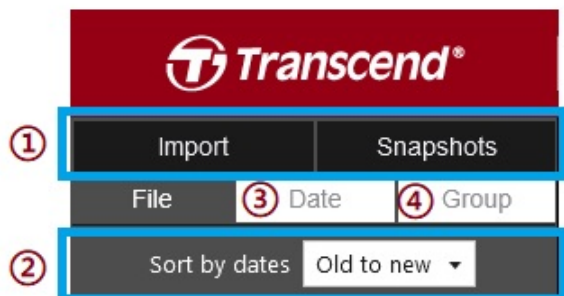 Transcend®
① Import Snapshots
File ③ Date ④ Group
② Sort by dates Old to new